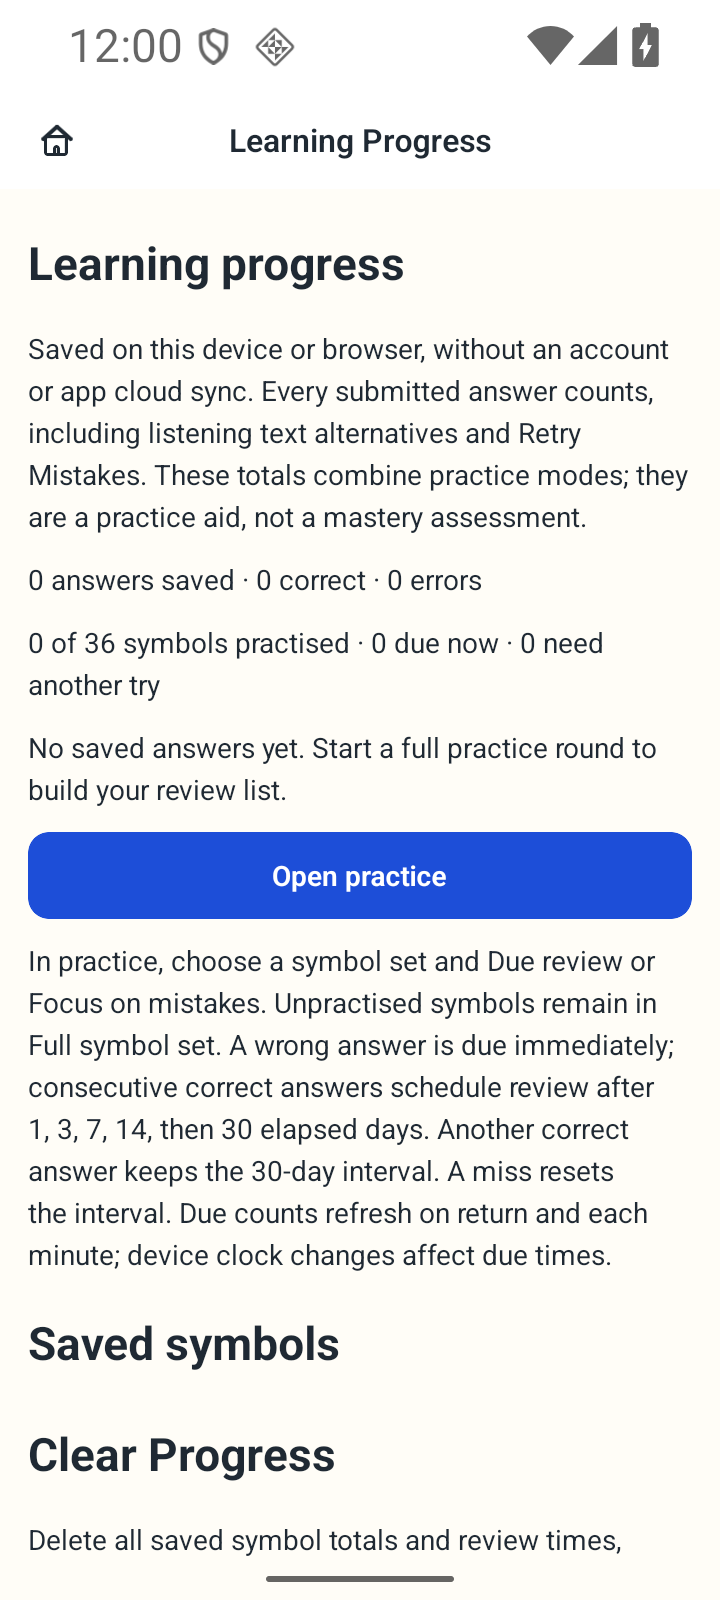 12:00
Learning Progress
Learning progress
Saved on this device or browser, without an account
or app cloud sync. Every submitted answer counts,
including listening text alternatives and Retry
Mistakes. These totals combine practice modes; they
are a practice aid, not a mastery assessment.
0 answers saved · 0 correct · 0 errors
0 of 36 symbols practised · 0 due now · 0 need
another try
No saved answers yet. Start a full practice round to
build your review list.
Open practice
In practice, choose a symbol set and Due review or
Focus on mistakes. Unpractised symbols remain in
Full symbol set. A wrong answer is due immediately;
consecutive correct answers schedule review after
1, 3, 7, 14, then 30 elapsed days. Another correct
answer keeps the 30-day interval. A miss resets
the interval. Due counts refresh on return and each
minute; device clock changes affect due times.
Saved symbols
Clear Progress
Delete all saved symbol totals and review times,